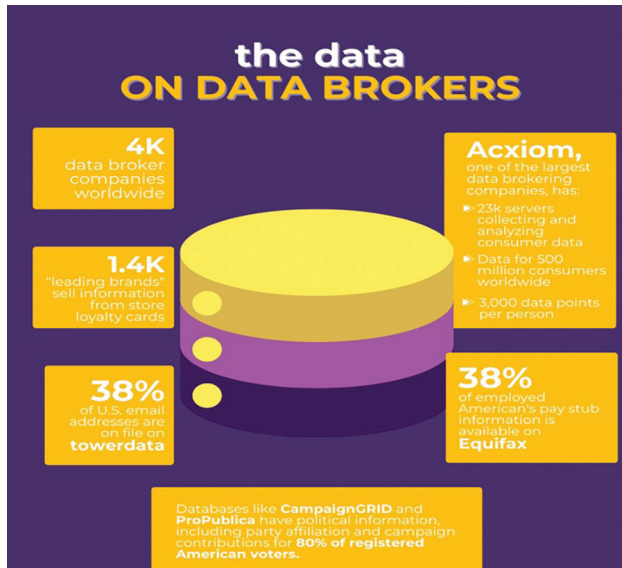 the data
ON DATA BROKERS
4K
data broker
companies
worldwide
1.4K
"leading brands"
sell information
from store
loyalty cards
38%
of U.S. email
addresses are
on file on
towerdata
Acxiom,
one of the largest
data brokering
companies, has:
23k servers
collecting and
analyzing
consumer data
Data for 500
million consumers
worldwide
3,000 data points
per person
38%
of employed
American's pay stub
information is
available on
Equifax
Databases like CampaignGRID and
ProPublica have political information,
including party affiliation and campaign
contributions for 80% of registered
American voters.